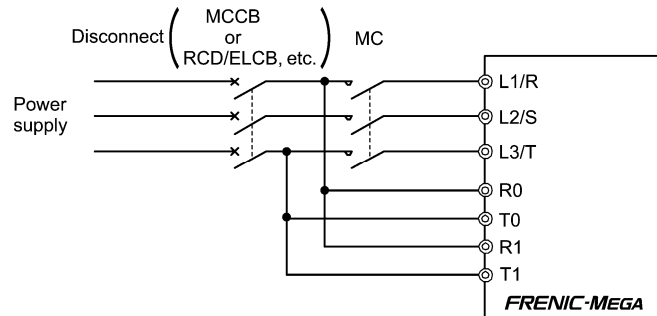 Disconnect
MCCB
or
RCD/ELCB, etc.
MC
Power
supply
L1/R
L2/S
L3/T
R0
T0
R1
T1
FRENIC-MEGA